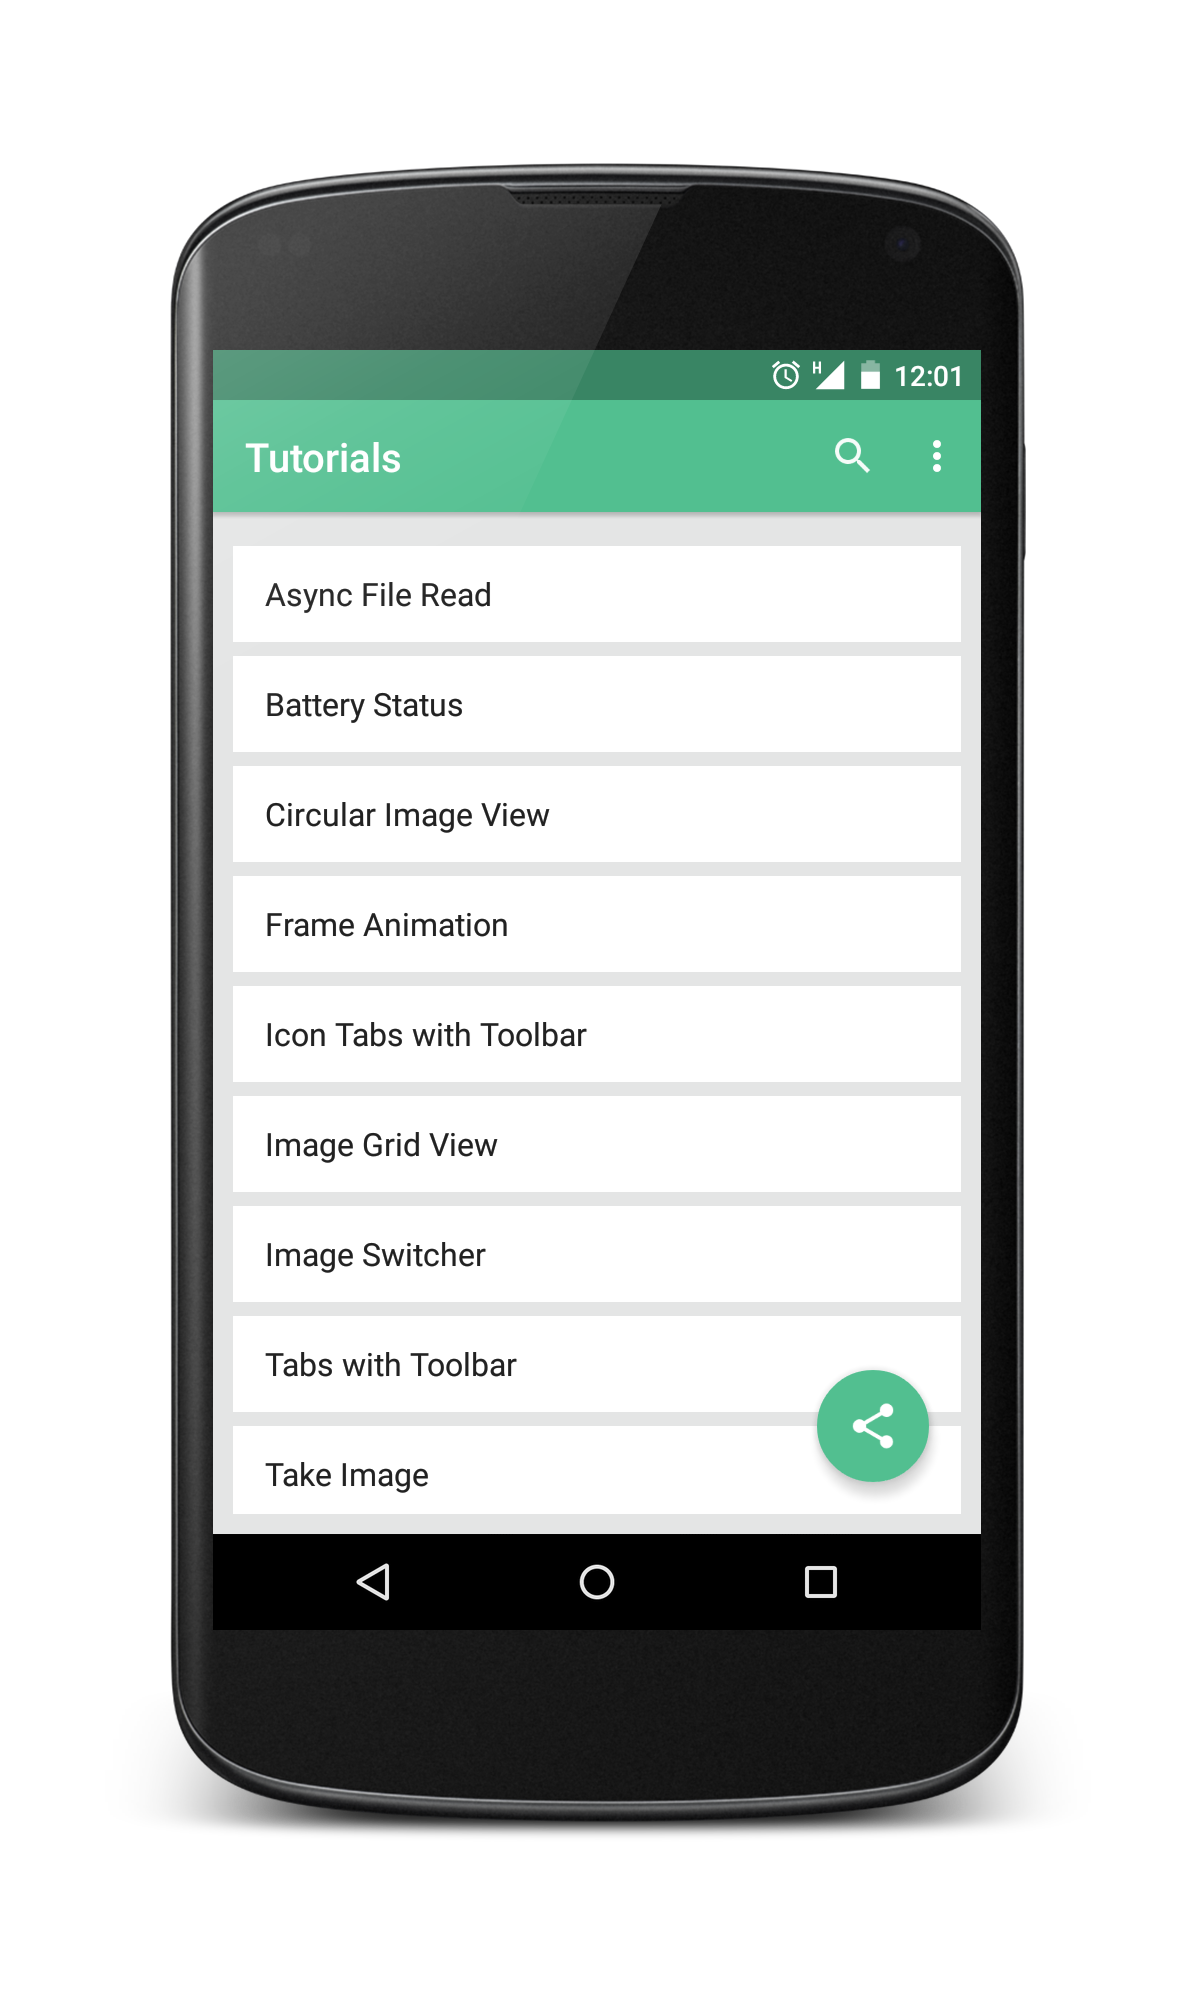 H 12:01
Tutorials
Async File Read
Battery Status
Circular Image View
Frame Animation
Icon Tabs with Toolbar
Image Grid View
Image Switcher
Tabs with Toolbar
Take Image